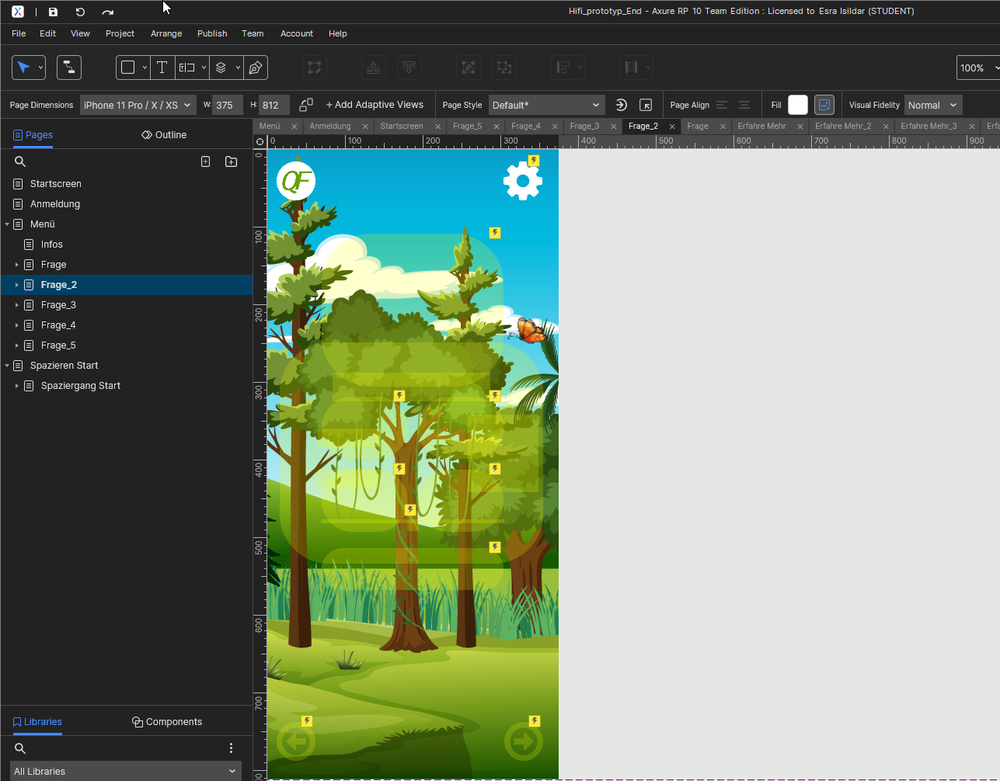 Hifi_prototyp_End - Axure RP 10 Team Edition : Licensed to Esra Isildar (STUDENT)
File Edit View Project Arrange Publish Team Account Help
100%
Page Dimensions iPhone 11 Pro / X / XS W: 375 H: 812 + Add Adaptive Views Page Style Default* Page Align Fill Visual Fidelity Normal
Menü Anmeldung Startscreen Frage_5 Frage_4 Frage_3 Frage_2 Frage Erfahre Mehr Erfahre Mehr_2 Erfahre Mehr_3 Erfa
Pages Outline
0 100 200 300 400 500 600 700 800 900
Startscreen
Anmeldung
Menü
Infos
Frage
Frage_2
Frage_3
Frage_4
Frage_5
Spazieren Start
Spaziergang Start
QF
0
100
200
300
400
500
600
700
Libraries Components
All Libraries